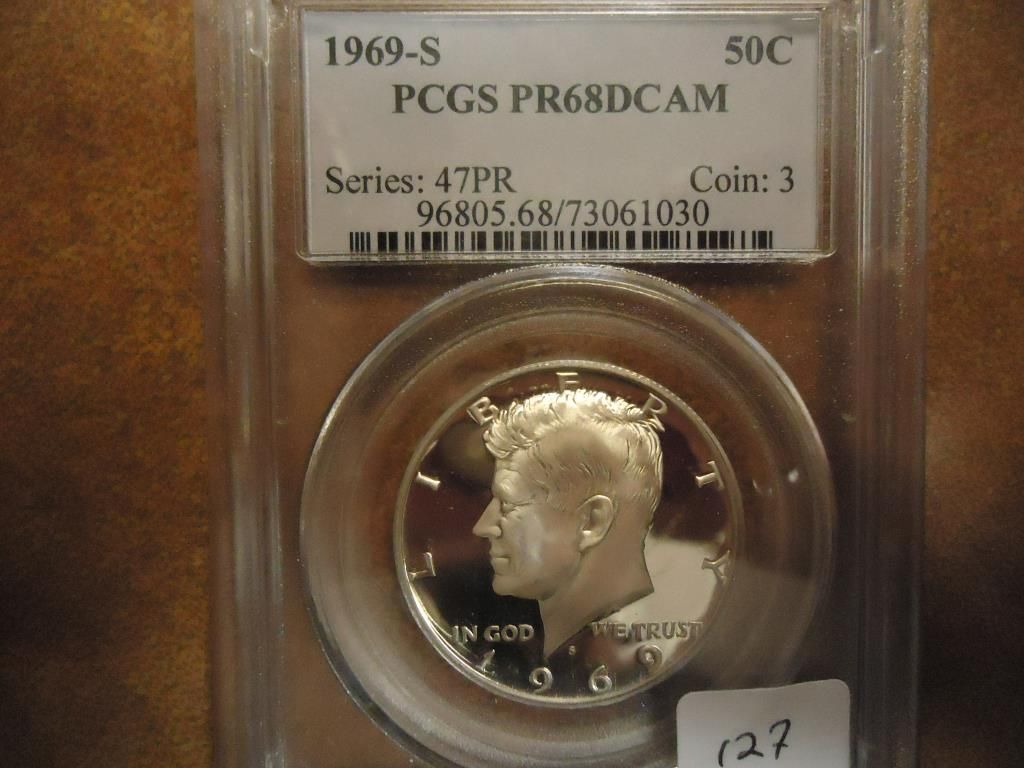 1969-S 50C
PCGS PR68DCAM
Series: 47PR Coin: 3
96805.68/73061030
LIBERTY
IN GOD WE TRUST
1969
127